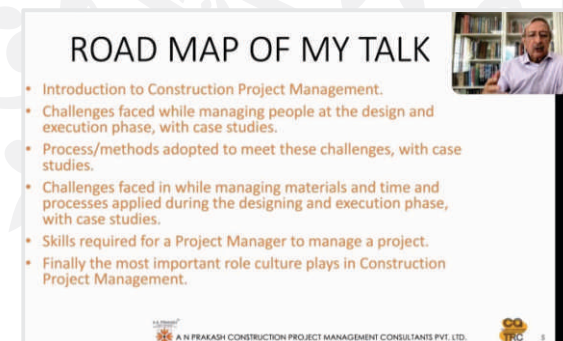 ROAD MAP OF MY TALK
• Introduction to Construction Project Management.
• Challenges faced while managing people at the design and
execution phase, with case studies.
• Process/methods adopted to meet these challenges, with case
studies.
• Challenges faced in while managing materials and time and
processes applied during the designing and execution phase,
with case studies.
• Skills required for a Project Manager to manage a project.
• Finally the most important role culture plays in Construction
Project Management.
A N PRAKASH CONSTRUCTION PROJECT MANAGEMENT CONSULTANTS PVT. LTD.
CQ
TRC
5